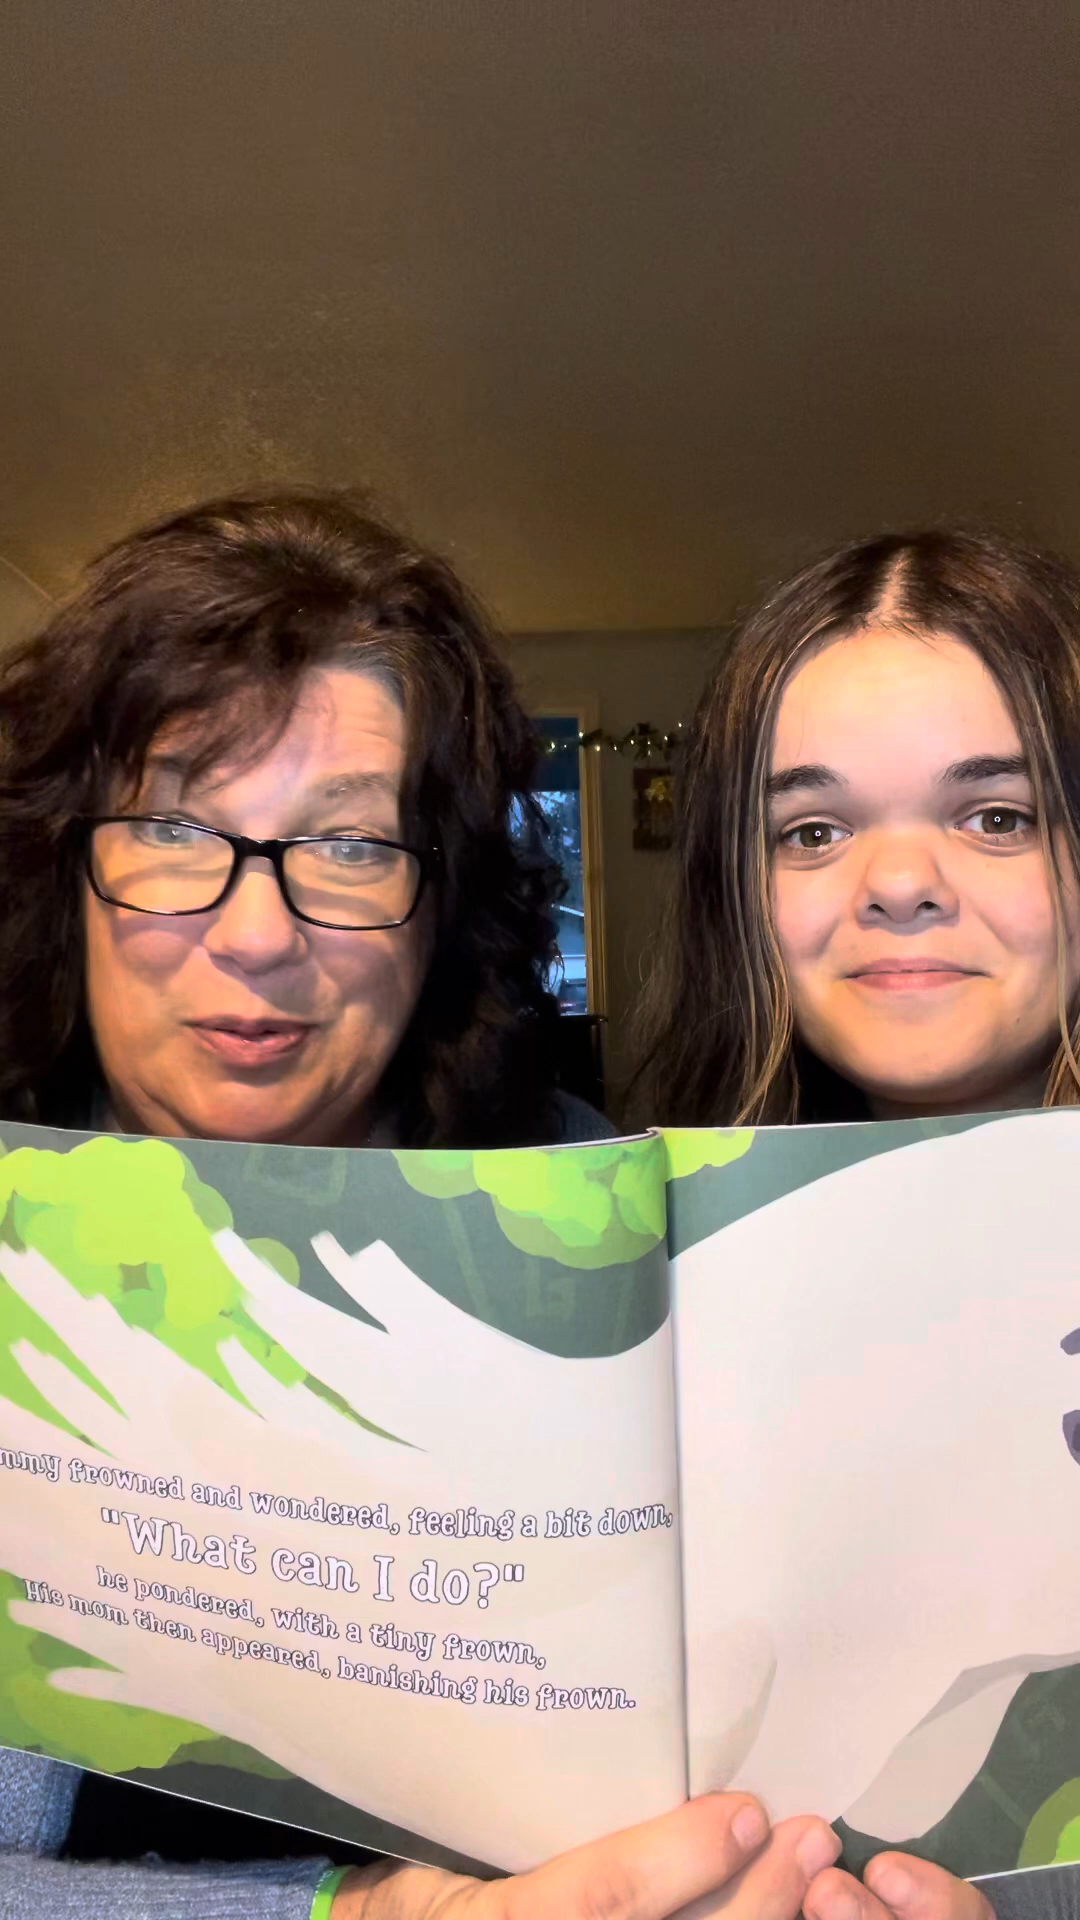 frowned and wondered, feeling a bit down,
"What can I do?"
he pondered, with a tiny frown,
His mom then appeared, banishing his frown.